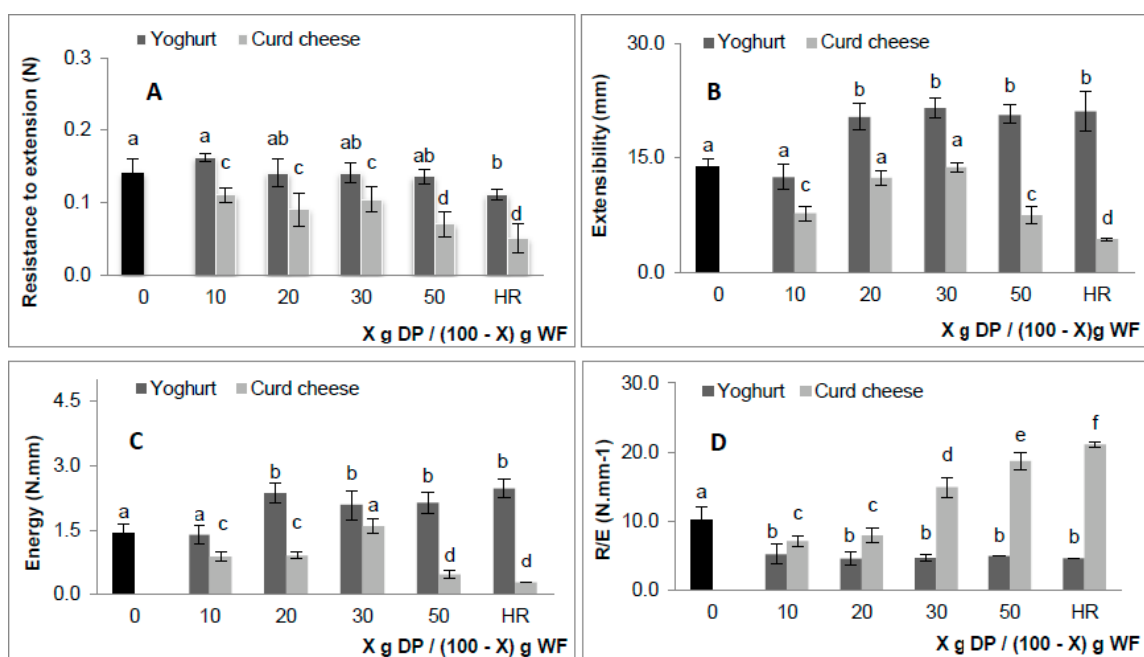 Yoghurt Curd cheese
A
Resistance to extension (N)
0.3
0.2
0.1
0.0
a a c ab c ab c ab d b d
0 10 20 30 50 HR
X g DP / (100 - X) g WF
Yoghurt Curd cheese
B
Extensibility (mm)
30.0
15.0
0.0
a a c b a b a b c b d
0 10 20 30 50 HR
X g DP / (100 - X)g WF
Yoghurt Curd cheese
C
Energy (N.mm)
4.5
3.0
1.5
0.0
a a c b c b a b d b d
0 10 20 30 50 HR
X g DP / (100 - X) g WF
Yoghurt Curd cheese
D
R/E (N.mm-1)
30.0
20.0
10.0
0.0
a b c b c b d b e b f
0 10 20 30 50 HR
X g DP / (100 - X) g WF